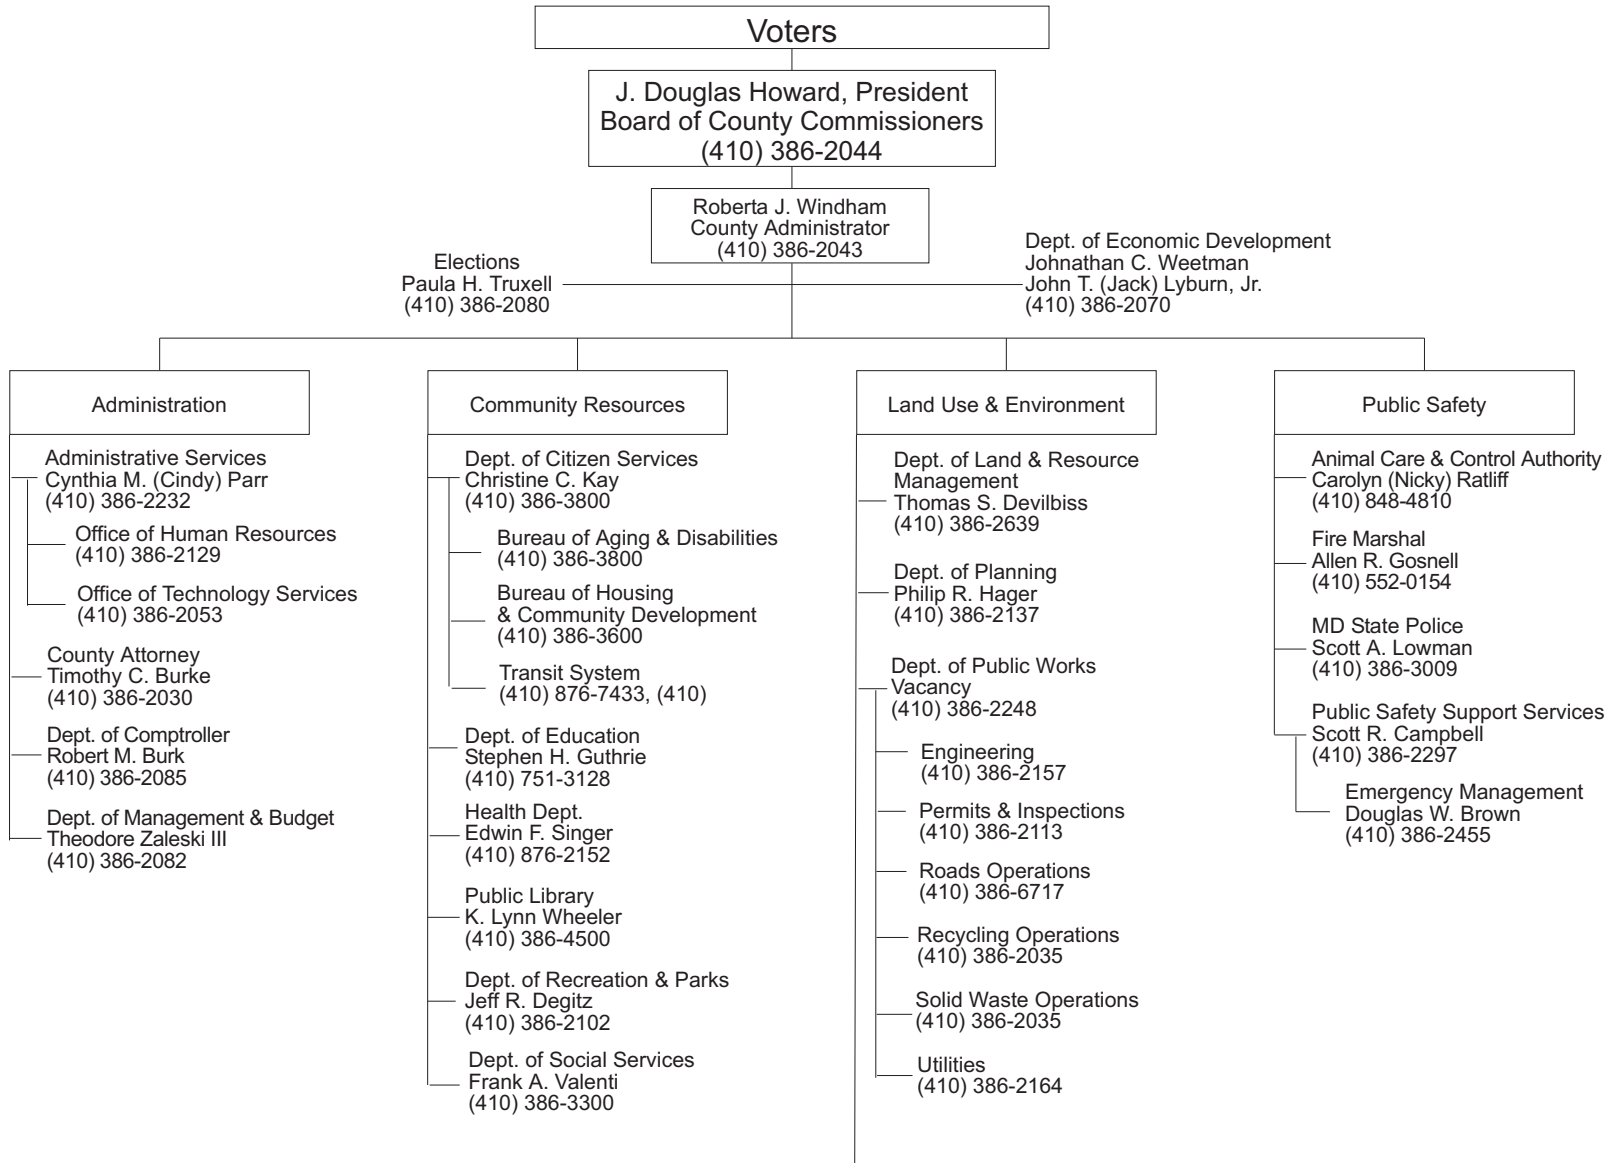 Voters
J. Douglas Howard, President
Board of County Commissioners
(410) 386-2044
Roberta J. Windham
County Administrator
(410) 386-2043
Elections
Paula H. Truxell
(410) 386-2080
Dept. of Economic Development
Johnathan C. Weetman
John T. (Jack) Lyburn, Jr.
(410) 386-2070
Administration
Administrative Services
Cynthia M. (Cindy) Parr
(410) 386-2232
Office of Human Resources
(410) 386-2129
Office of Technology Services
(410) 386-2053
County Attorney
Timothy C. Burke
(410) 386-2030
Dept. of Comptroller
Robert M. Burk
(410) 386-2085
Dept. of Management & Budget
Theodore Zaleski III
(410) 386-2082
Community Resources
Dept. of Citizen Services
Christine C. Kay
(410) 386-3800
Bureau of Aging & Disabilities
(410) 386-3800
Bureau of Housing
& Community Development
(410) 386-3600
Transit System
(410) 876-7433, (410)
Dept. of Education
Stephen H. Guthrie
(410) 751-3128
Health Dept.
Edwin F. Singer
(410) 876-2152
Public Library
K. Lynn Wheeler
(410) 386-4500
Dept. of Recreation & Parks
Jeff R. Degitz
(410) 386-2102
Dept. of Social Services
Frank A. Valenti
(410) 386-3300
Land Use & Environment
Dept. of Land & Resource
Management
Thomas S. Devilbiss
(410) 386-2639
Dept. of Planning
Philip R. Hager
(410) 386-2137
Dept. of Public Works
Vacancy
(410) 386-2248
Engineering
(410) 386-2157
Permits & Inspections
(410) 386-2113
Roads Operations
(410) 386-6717
Recycling Operations
(410) 386-2035
Solid Waste Operations
(410) 386-2035
Utilities
(410) 386-2164
Public Safety
Animal Care & Control Authority
Carolyn (Nicky) Ratliff
(410) 848-4810
Fire Marshal
Allen R. Gosnell
(410) 552-0154
MD State Police
Scott A. Lowman
(410) 386-3009
Public Safety Support Services
Scott R. Campbell
(410) 386-2297
Emergency Management
Douglas W. Brown
(410) 386-2455